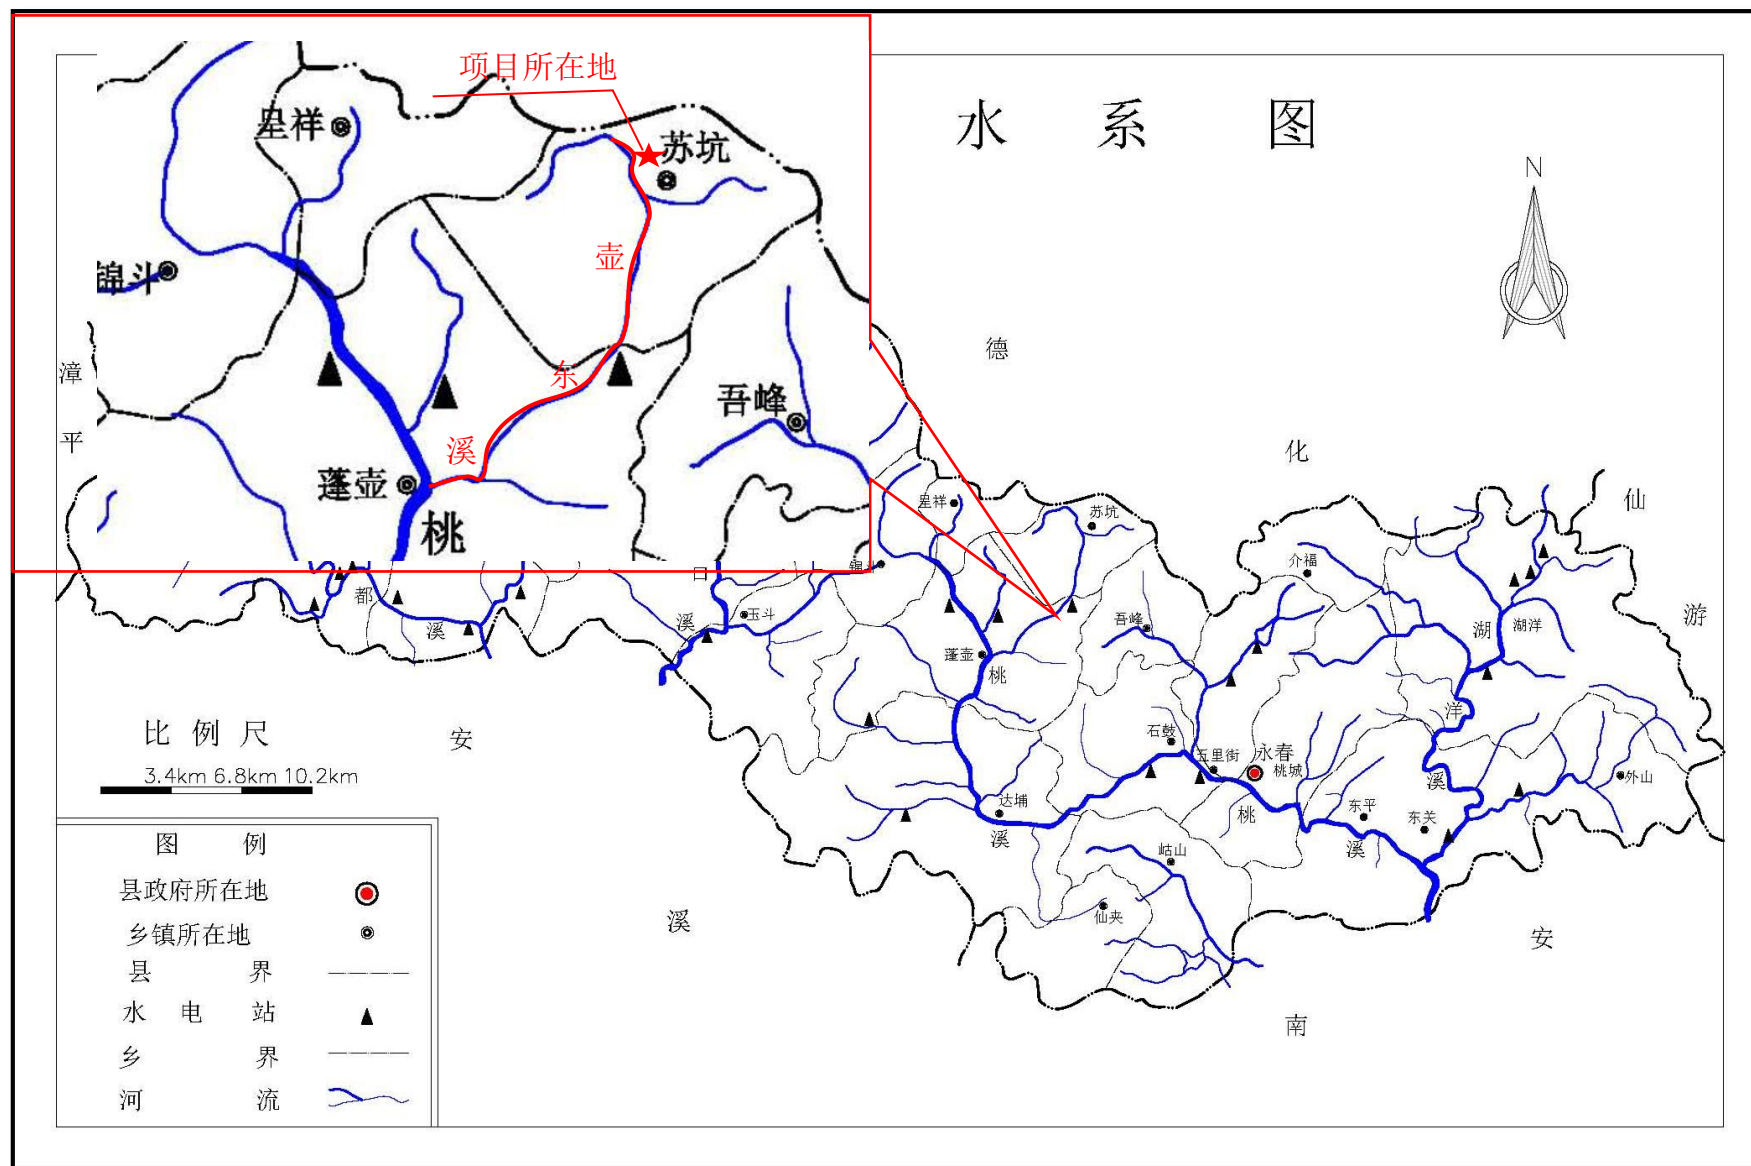 水系图
项目所在地
呈祥
苏坑
锦斗
壶
东
溪
吾峰
蓬壶
桃
N
漳
平
德
化
仙
游
安
溪
南
安
呈祥
苏坑
介福
湖
湖洋
都
溪
溪
玉斗
吾峰
蓬壶
桃
洋
石鼓
五里街
永春
桃城
溪
外山
达埔
溪
桃
东平
溪
东关
岵山
仙夹
比例尺
3.4km 6.8km 10.2km
图例
县政府所在地
乡镇所在地
县界
水电站
乡界
河流